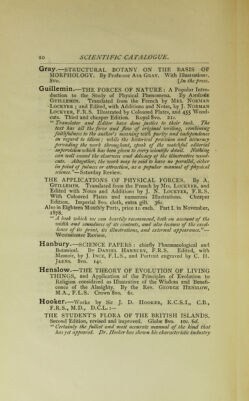 20 SCIENTIFIC CATALOGUE.
Gray.—STRUCTURAL BOTANY ON THE BASIS OF
MORPHOLOGY. By Professor ASA GRAY. With Illustrations.
8vo. [In the press.
Guillemin.—THE FORCES OF NATURE: A Popular Intro-
duction to the Study of Physical Phenomena. By AMÉDÉE
GUILLEMIN. Translated from the French by MRS. NORMAN
LOCKYER; and Edited, with Additions and Notes, by J. NORMAN
LOCKYER, F.R.S. Illustrated by Coloured Plates, and 455 Wood-
cuts. Third and cheaper Edition. Royal 8vo. 21s.
"Translator and Editor have done justice to their task. The
text has all the force and flow of original writing, combining
faithfulness to the author's meaning with purity and independence
in regard to idiom; while the historical precision and accuracy
pervading the work throughout, speak of the watchful editorial
supervision which has been given to every scientific detail. Nothing
can well exceed the clearness and delicacy of the illustrative wood-
cuts. Altogether, the work may be said to have no parallel, either
in point of fulness or attraction, as a popular manual of physical
science."—Saturday Review.
THE APPLICATIONS OF PHYSICAL FORCES. By A.
GUILLEMIN. Translated from the French by Mrs. LOCKYER, and
Edited with Notes and Additions by J. N. LOCKYER, F.R.S.
With Coloured Plates and numerous Illustrations. Cheaper
Edition. Imperial 8vo. cloth, extra gilt. 36s.
Also in Eighteen Monthly Parts, price 1s. each. Part I. in November,
1878.
"A book which we can heartily recommend, both on account of the
width and soundness of its contents, and also because of the excel-
lence of its print, its illustrations, and external appearance."—
Westminster Review.
Hanbury.—SCIENCE PAPERS: chiefly Pharmacological and
Botanical. By DANIEL HANBURY, F.R.S. Edited, with
Memoir, by J. INCE, F.L.S., and Portrait engraved by C. H.
JEENS. 8vo. 14s.
Henslow.—THE THEORY OF EVOLUTION OF LIVING
THINGS, and Application of the Principles of Evolution to
Religion considered as Illustrative of the Wisdom and Benefi-
cence of the Almighty. By the Rev. GEORGE HENSLOW,
M.A., F.L.S. Crown 8vo. 6s.
Hooker.—Works by Sir J. D. HOOKER, K.C.S.I., C.B.,
F.R.S., M.D., D.C.L.:—
THE STUDENT'S FLORA OF THE BRITISH ISLANDS.
Second Edition, revised and improved. Globe 8vo. 10s. 6d.
"Certainly the fullest and most accurate manual of the kind that
has yet appeared. Dr. Hooker has shown his characteristic industry